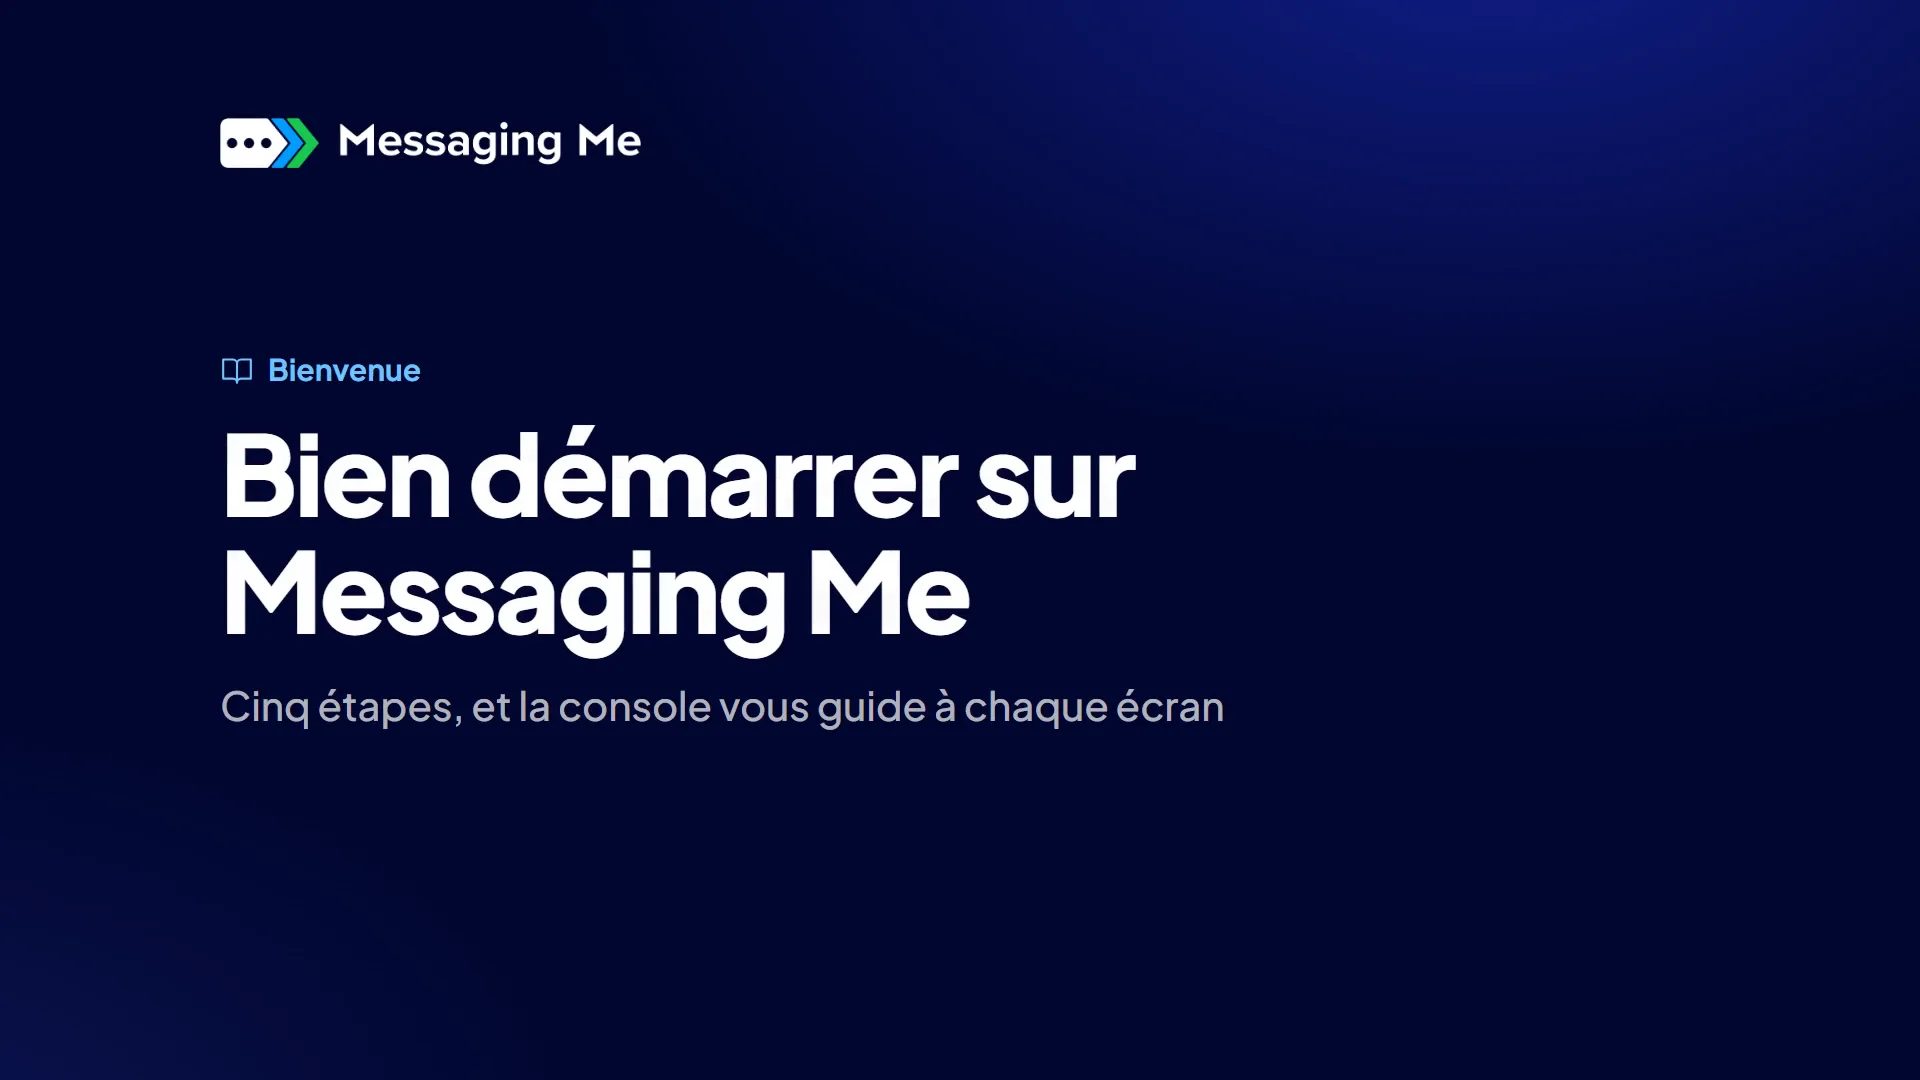 Messaging Me
Bienvenue
Bien démarrer sur
Messaging Me
Cinq étapes, et la console vous guide à chaque écran